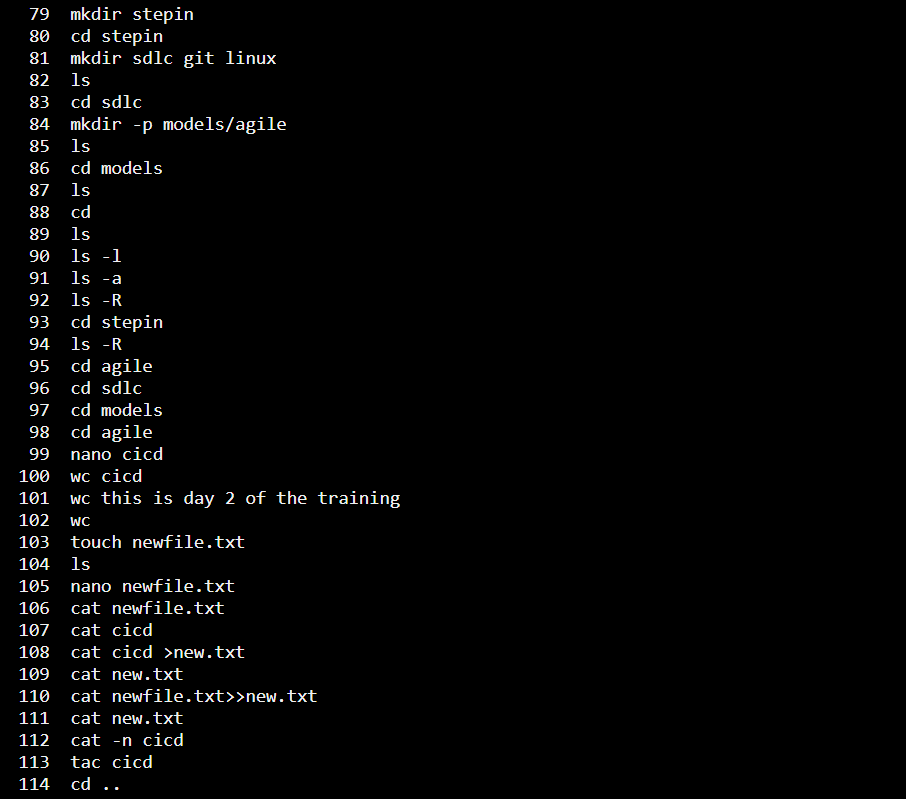 79 mkdir stepin
80 cd stepin
81 mkdir sdlc git linux
82 ls
83 cd sdlc
84 mkdir -p models/agile
85 ls
86 cd models
87 ls
88 cd
89 ls
90 ls -l
91 ls -a
92 ls -R
93 cd stepin
94 ls -R
95 cd agile
96 cd sdlc
97 cd models
98 cd agile
99 nano cicd
100 wc cicd
101 wc this is day 2 of the training
102 wc
103 touch newfile.txt
104 ls
105 nano newfile.txt
106 cat newfile.txt
107 cat cicd
108 cat cicd >new.txt
109 cat new.txt
110 cat newfile.txt>>new.txt
111 cat new.txt
112 cat -n cicd
113 tac cicd
114 cd ..